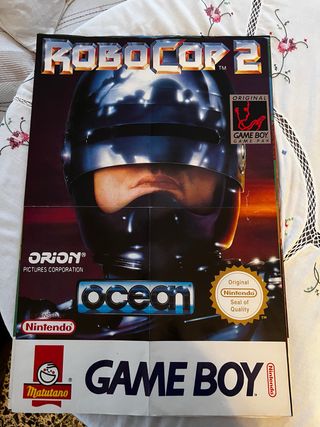 ROBOCOP 2
ORIGINAL
GAME BOY
GAME PAK
ORION®
PICTURES CORPORATION
ocean
Original
Nintendo
Seal of
Quality
Nintendo
Matutano
GAME BOY
Nintendo